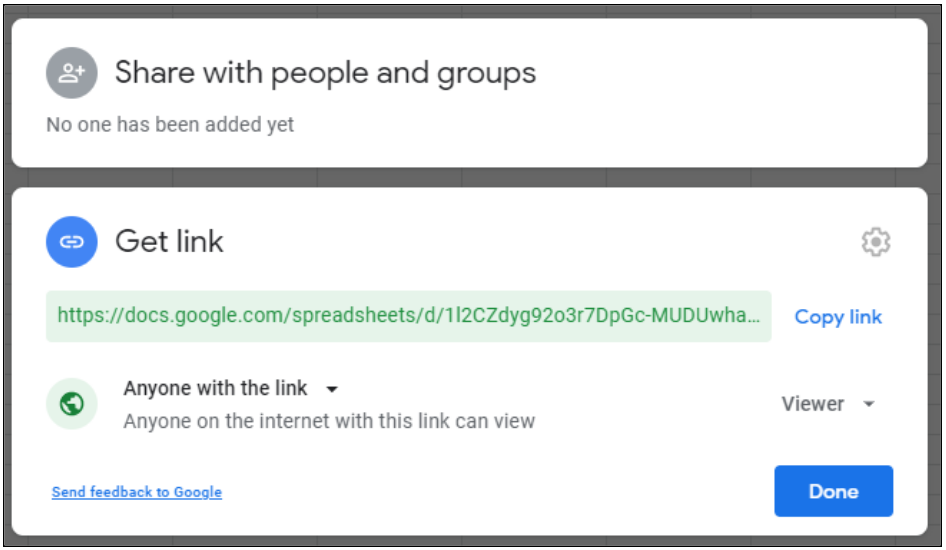 Share with people and groups
No one has been added yet
Get link
https://docs.google.com/spreadsheets/d/1l2CZdyg92o3r7DpGc-MUDUwha...
Copy link
Anyone with the link
Anyone on the internet with this link can view
Viewer
Send feedback to Google
Done